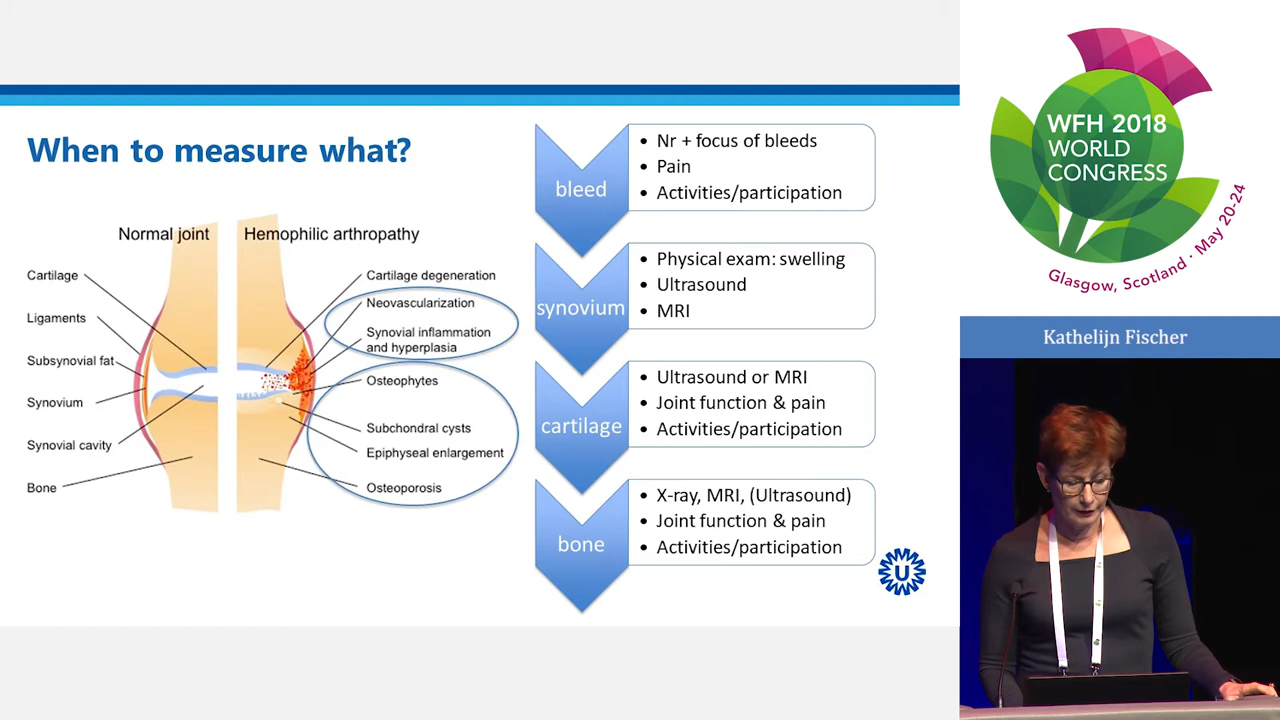 When to measure what?
Normal joint
Hemophilic arthropathy
Cartilage
Ligaments
Subsynovial fat
Synovium
Synovial cavity
Bone
Cartilage degeneration
Neovascularization
Synovial inflammation
and hyperplasia
Osteophytes
Subchondral cysts
Epiphyseal enlargement
Osteoporosis
bleed
• Nr + focus of bleeds
• Pain
• Activities/participation
synovium
• Physical exam: swelling
• Ultrasound
• MRI
cartilage
• Ultrasound or MRI
• Joint function & pain
• Activities/participation
bone
• X-ray, MRI, (Ultrasound)
• Joint function & pain
• Activities/participation
U
WFH 2018
WORLD
CONGRESS
Glasgow, Scotland · May 20-24
Kathelijn Fischer